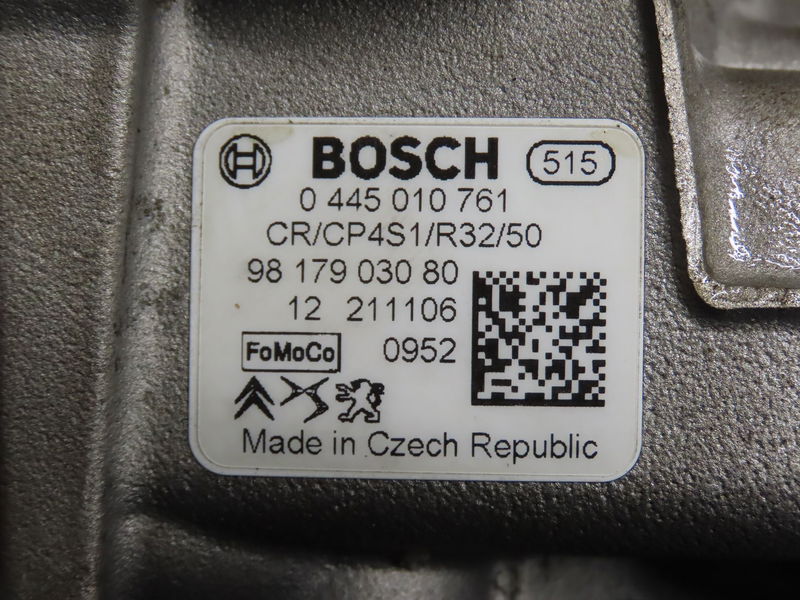 BOSCH 515
0 445 010 761
CR/CP4S1/R32/50
98 179 030 80
12 211106
FoMoCo 0952
Made in Czech Republic